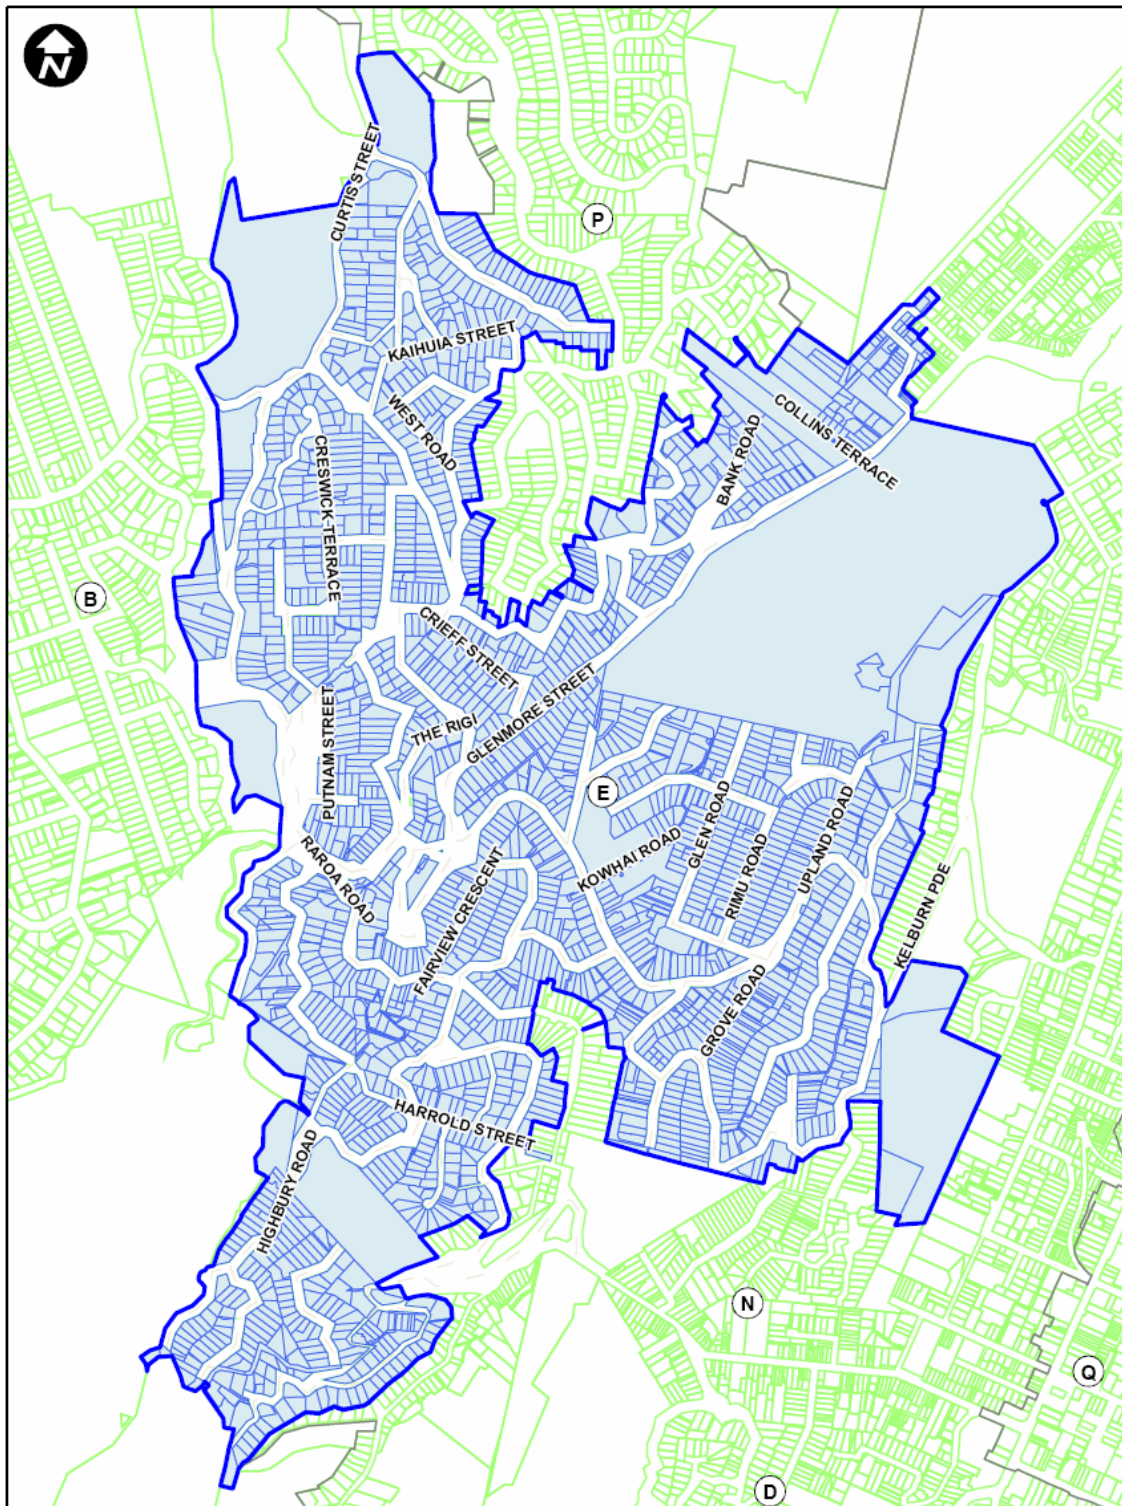 N
CURTIS STREET
P
KAIHUIA STREET
WEST ROAD
COLLINS TERRACE
BANK ROAD
CRESWICK TERRACE
B
CRIEFF STREET
GLENMORE STREET
THE RIGI
PUTNAM STREET
E
GLEN ROAD
UPLAND ROAD
KOWHAI ROAD
RIMU ROAD
RAROA ROAD
FAIRVIEW CRESCENT
KELBURN PDE
GROVE ROAD
HARROLD STREET
HIGHBURY ROAD
N
Q
D